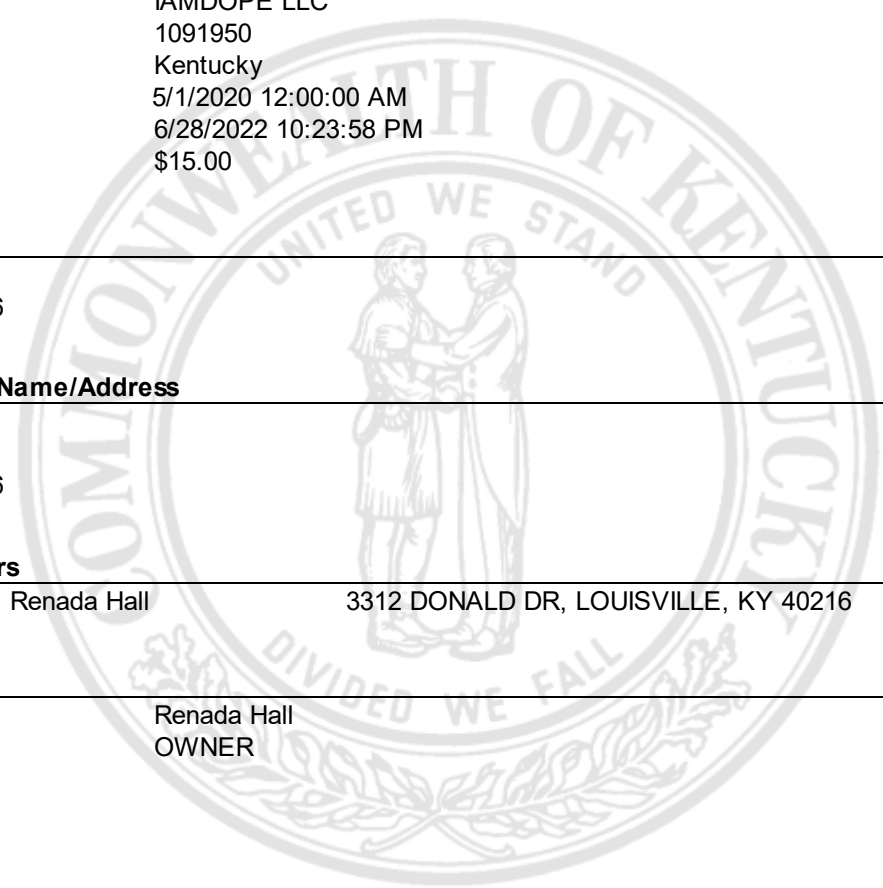 IAMDOPE LLC
1091950
Kentucky
5/1/2020 12:00:00 AM
6/28/2022 10:23:58 PM
$15.00
6
Name/Address
6
rs
Renada Hall 3312 DONALD DR, LOUISVILLE, KY 40216
Renada Hall
OWNER
COMMONWEALTH OF KENTUCKY
UNITED WE STAND
DIVIDED WE FALL